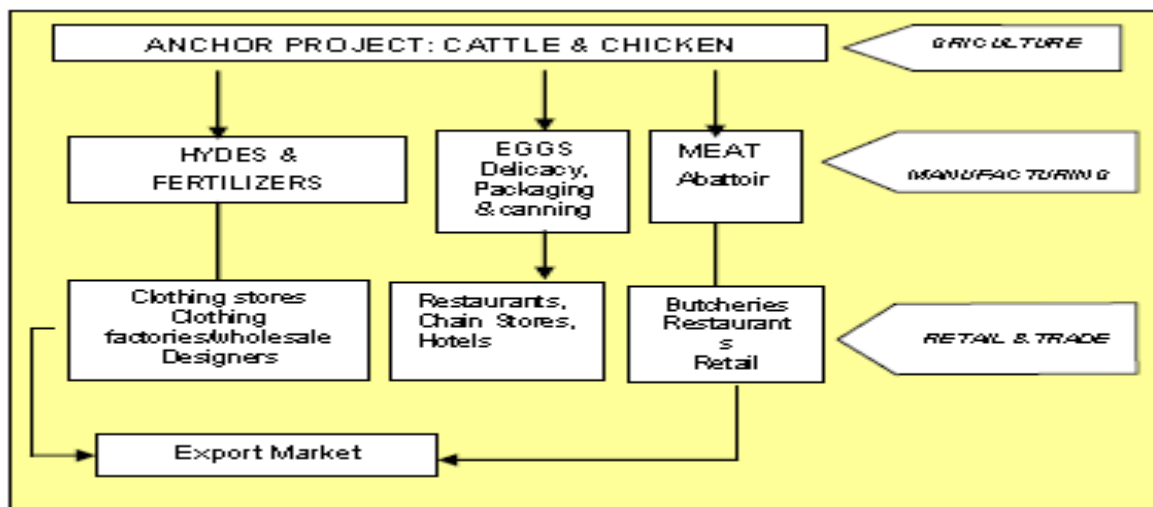 ANCHOR PROJECT: CATTLE & CHICKEN
GRICULTURE
HYDES &
FERTILIZERS
EGGS
Delicacy,
Packaging
& canning
MEAT
Abattoir
MANUFACTURING
Clothing stores
Clothing
factories/wholesale
Designers
Restaurants,
Chain Stores,
Hotels
Butcheries
Restaurant
s
Retail
RETAIL & TRADE
Export Market